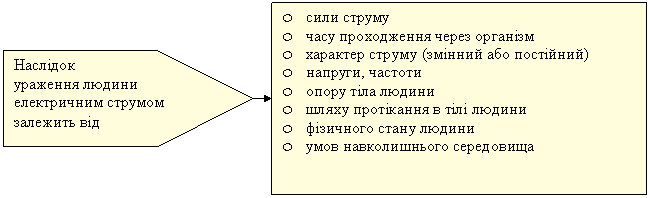 Наслідок
ураження людини
електричним струмом
залежить від
o сили струму
o часу проходження через організм
o характер струму (змінний або постійний)
o напруги, частоти
o опору тіла людини
o шляху протікання в тілі людини
o фізичного стану людини
o умов навколишнього середовища